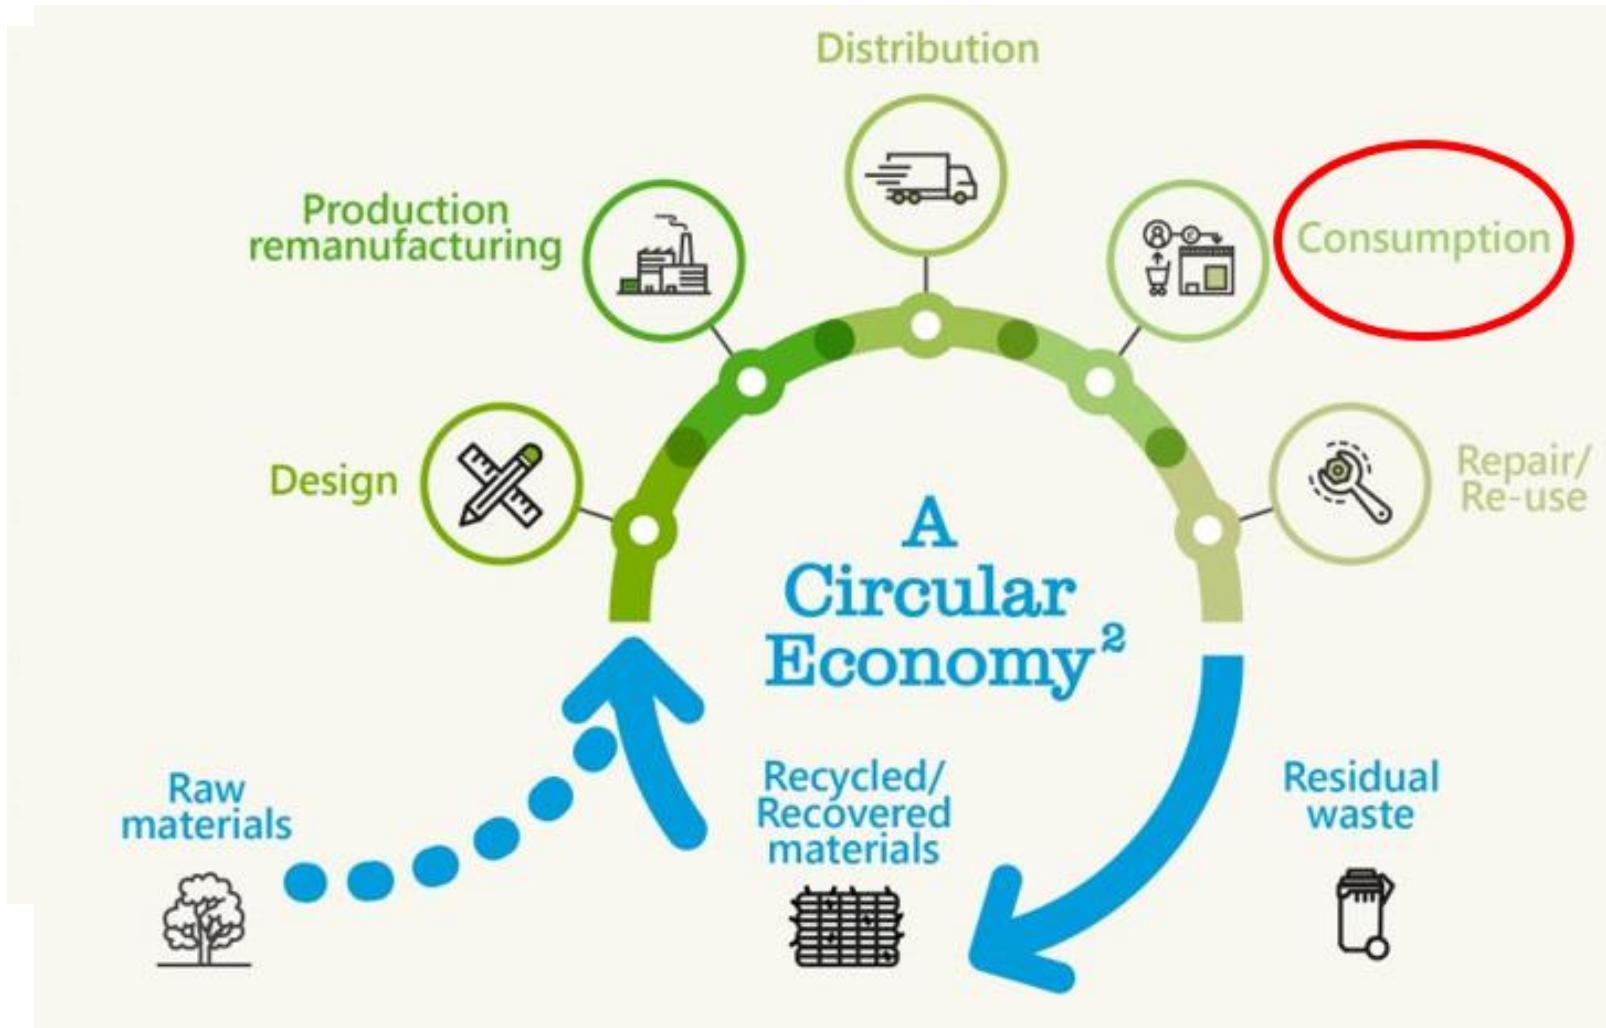 Distribution
Production
remanufacturing
Consumption
Design
Repair/
Re-use
A
Circular
Economy²
Raw
materials
Recycled/
Recovered
materials
Residual
waste